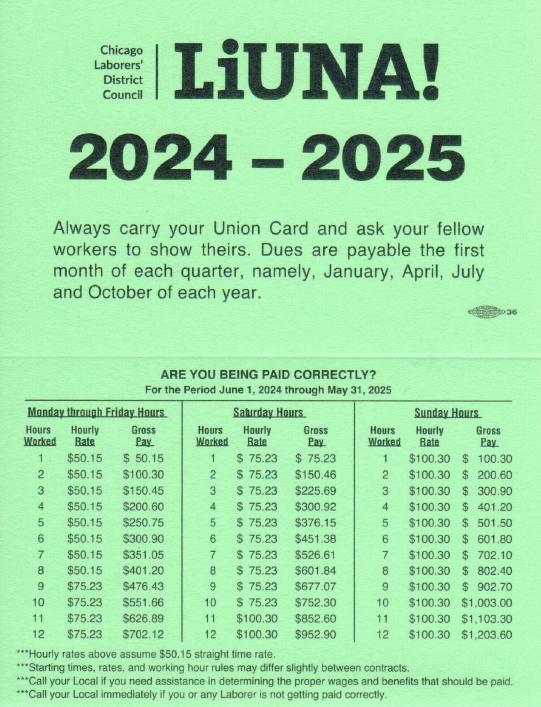 Chicago
Laborers'
District
Council
LiUNA!
2024 – 2025
Always carry your Union Card and ask your fellow
workers to show theirs. Dues are payable the first
month of each quarter, namely, January, April, July
and October of each year.
36
ARE YOU BEING PAID CORRECTLY?
For the Period June 1, 2024 through May 31, 2025
Monday through Friday Hours Saturday Hours Sunday Hours
Hours Hourly Gross Hours Hourly Gross Hours Hourly Gross
Worked Rate Pay Worked Rate Pay Worked Rate Pay
1 $50.15 $ 50.15 1 $ 75.23 $ 75.23 1 $100.30 $ 100.30
2 $50.15 $100.30 2 $ 75.23 $150.46 2 $100.30 $ 200.60
3 $50.15 $150.45 3 $ 75.23 $225.69 3 $100.30 $ 300.90
4 $50.15 $200.60 4 $ 75.23 $300.92 4 $100.30 $ 401.20
5 $50.15 $250.75 5 $ 75.23 $376.15 5 $100.30 $ 501.50
6 $50.15 $300.90 6 $ 75.23 $451.38 6 $100.30 $ 601.80
7 $50.15 $351.05 7 $ 75.23 $526.61 7 $100.30 $ 702.10
8 $50.15 $401.20 8 $ 75.23 $601.84 8 $100.30 $ 802.40
9 $75.23 $476.43 9 $ 75.23 $677.07 9 $100.30 $ 902.70
10 $75.23 $551.66 10 $ 75.23 $752.30 10 $100.30 $1,003.00
11 $75.23 $626.89 11 $100.30 $852.60 11 $100.30 $1,103.30
12 $75.23 $702.12 12 $100.30 $952.90 12 $100.30 $1,203.60
***Hourly rates above assume $50.15 straight time rate.
***Starting times, rates, and working hour rules may differ slightly between contracts.
***Call your Local if you need assistance in determining the proper wages and benefits that should be paid.
***Call your Local immediately if you or any Laborer is not getting paid correctly.